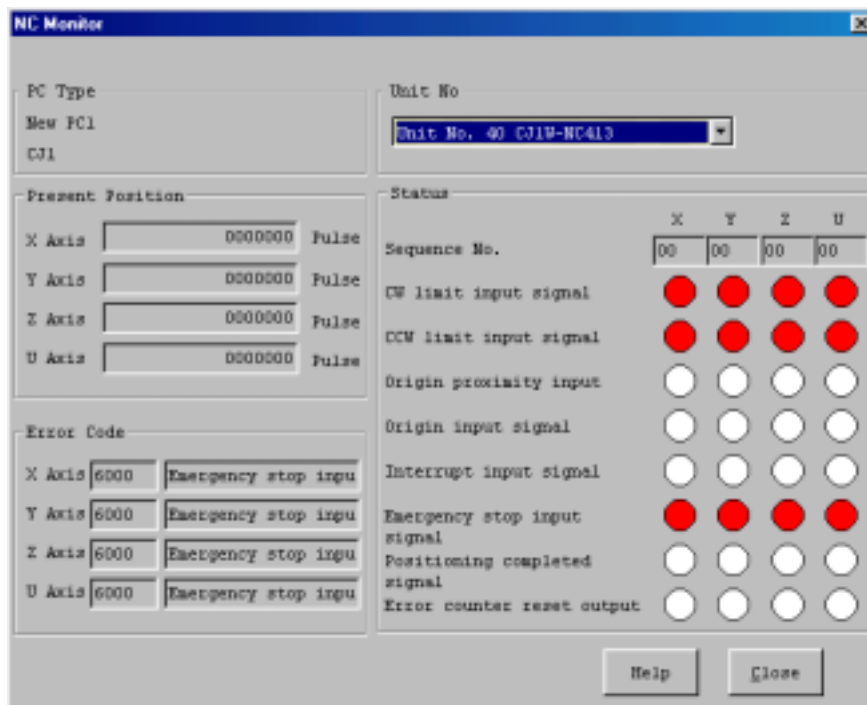 NC Monitor
PC Type
New PC1
CJ1
Unit No
Unit No. 40 CJ1W-NC413
Present Position
X Axis 0000000 Pulse
Y Axis 0000000 Pulse
Z Axis 0000000 Pulse
U Axis 0000000 Pulse
Error Code
X Axis 6000 Emergency stop inpu
Y Axis 6000 Emergency stop inpu
Z Axis 6000 Emergency stop inpu
U Axis 6000 Emergency stop inpu
Status
X Y Z U
Sequence No. 00 00 00 00
CW limit input signal
CCW limit input signal
Origin proximity input
Origin input signal
Interrupt input signal
Emergency stop input
signal
Positioning completed
signal
Error counter reset output
Help Close